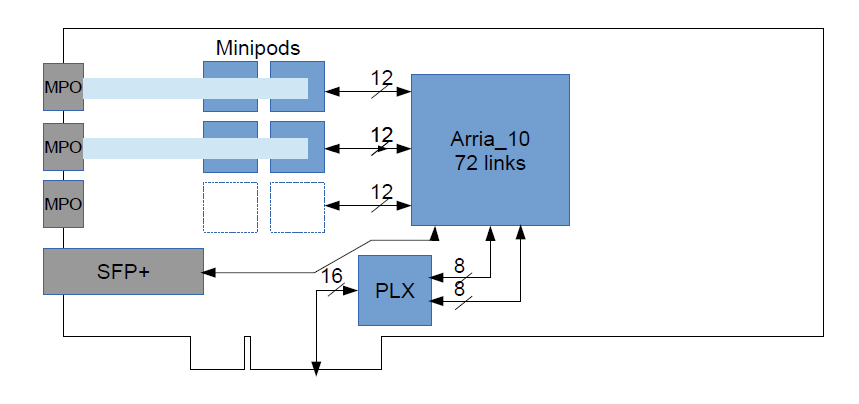 Minipods
MPO
12
MPO
12
Arria_10
72 links
MPO
12
SFP+
16
PLX
8
8